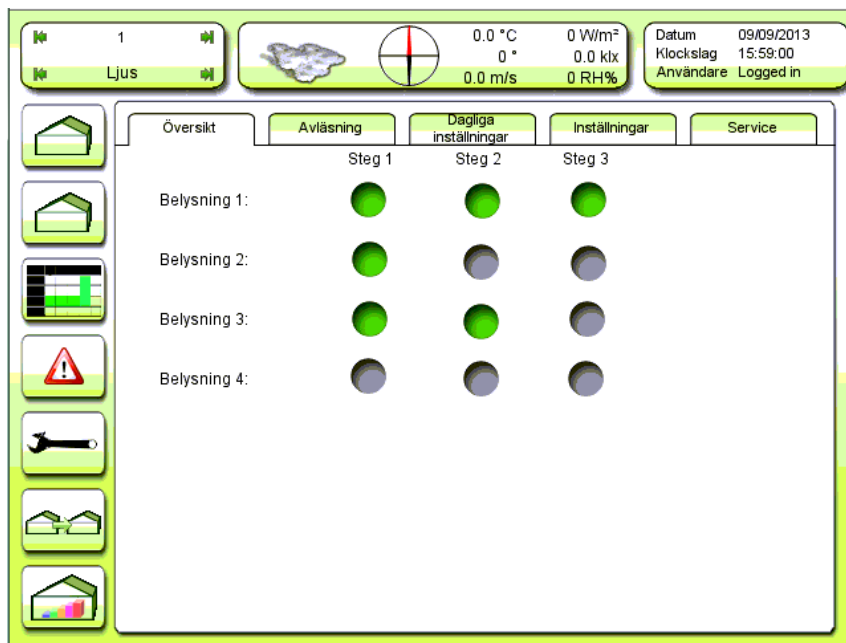 1
Ljus
0.0 °C 0 W/m²
0 ° 0.0 klx
0.0 m/s 0 RH%
Datum 09/09/2013
Klockslag 15:59:00
Användare Logged in
Översikt
Avläsning
Dagliga
inställningar
Inställningar
Service
Steg 1 Steg 2 Steg 3
Belysning 1:
Belysning 2:
Belysning 3:
Belysning 4: